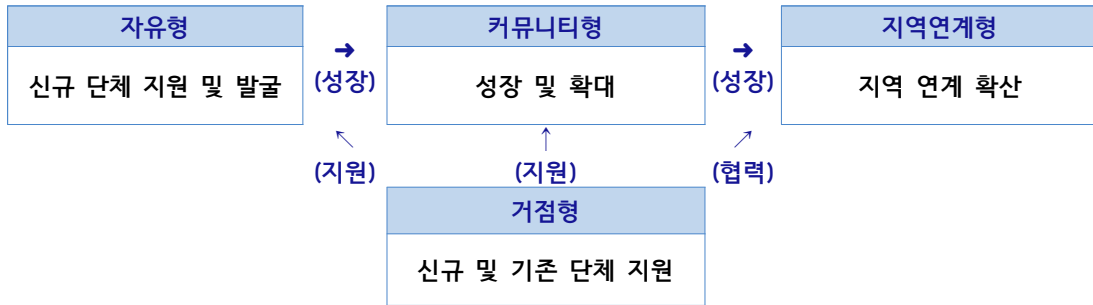 자유형
신규 단체 지원 및 발굴
➜
(성장)
커뮤니티형
성장 및 확대
➜
(성장)
지역연계형
지역 연계 확산
↖ ↑ ↗
(지원) (지원) (협력)
거점형
신규 및 기존 단체 지원